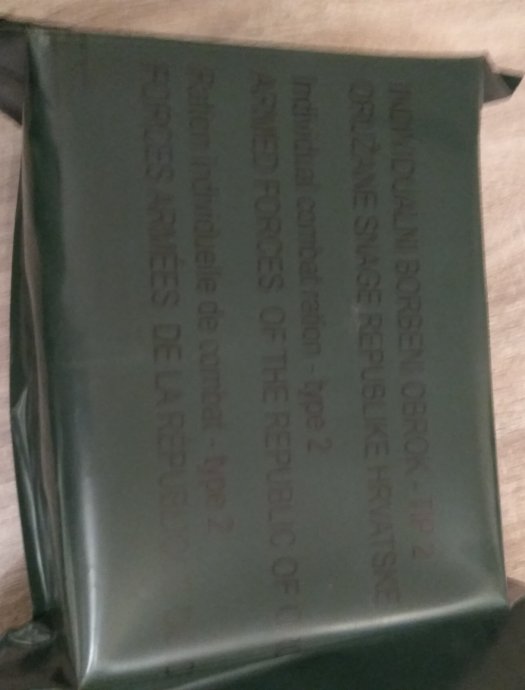 INDIVIDUALNI BORBENI OBROK - TIP 2
ORUŽANE SNAGE REPUBLIKE HRVATSKE
Individual combat ration - type 2
ARMED FORCES OF THE REPUBLIC OF
Ration individuelle de combat - type 2
FORCES ARMÉES DE LA